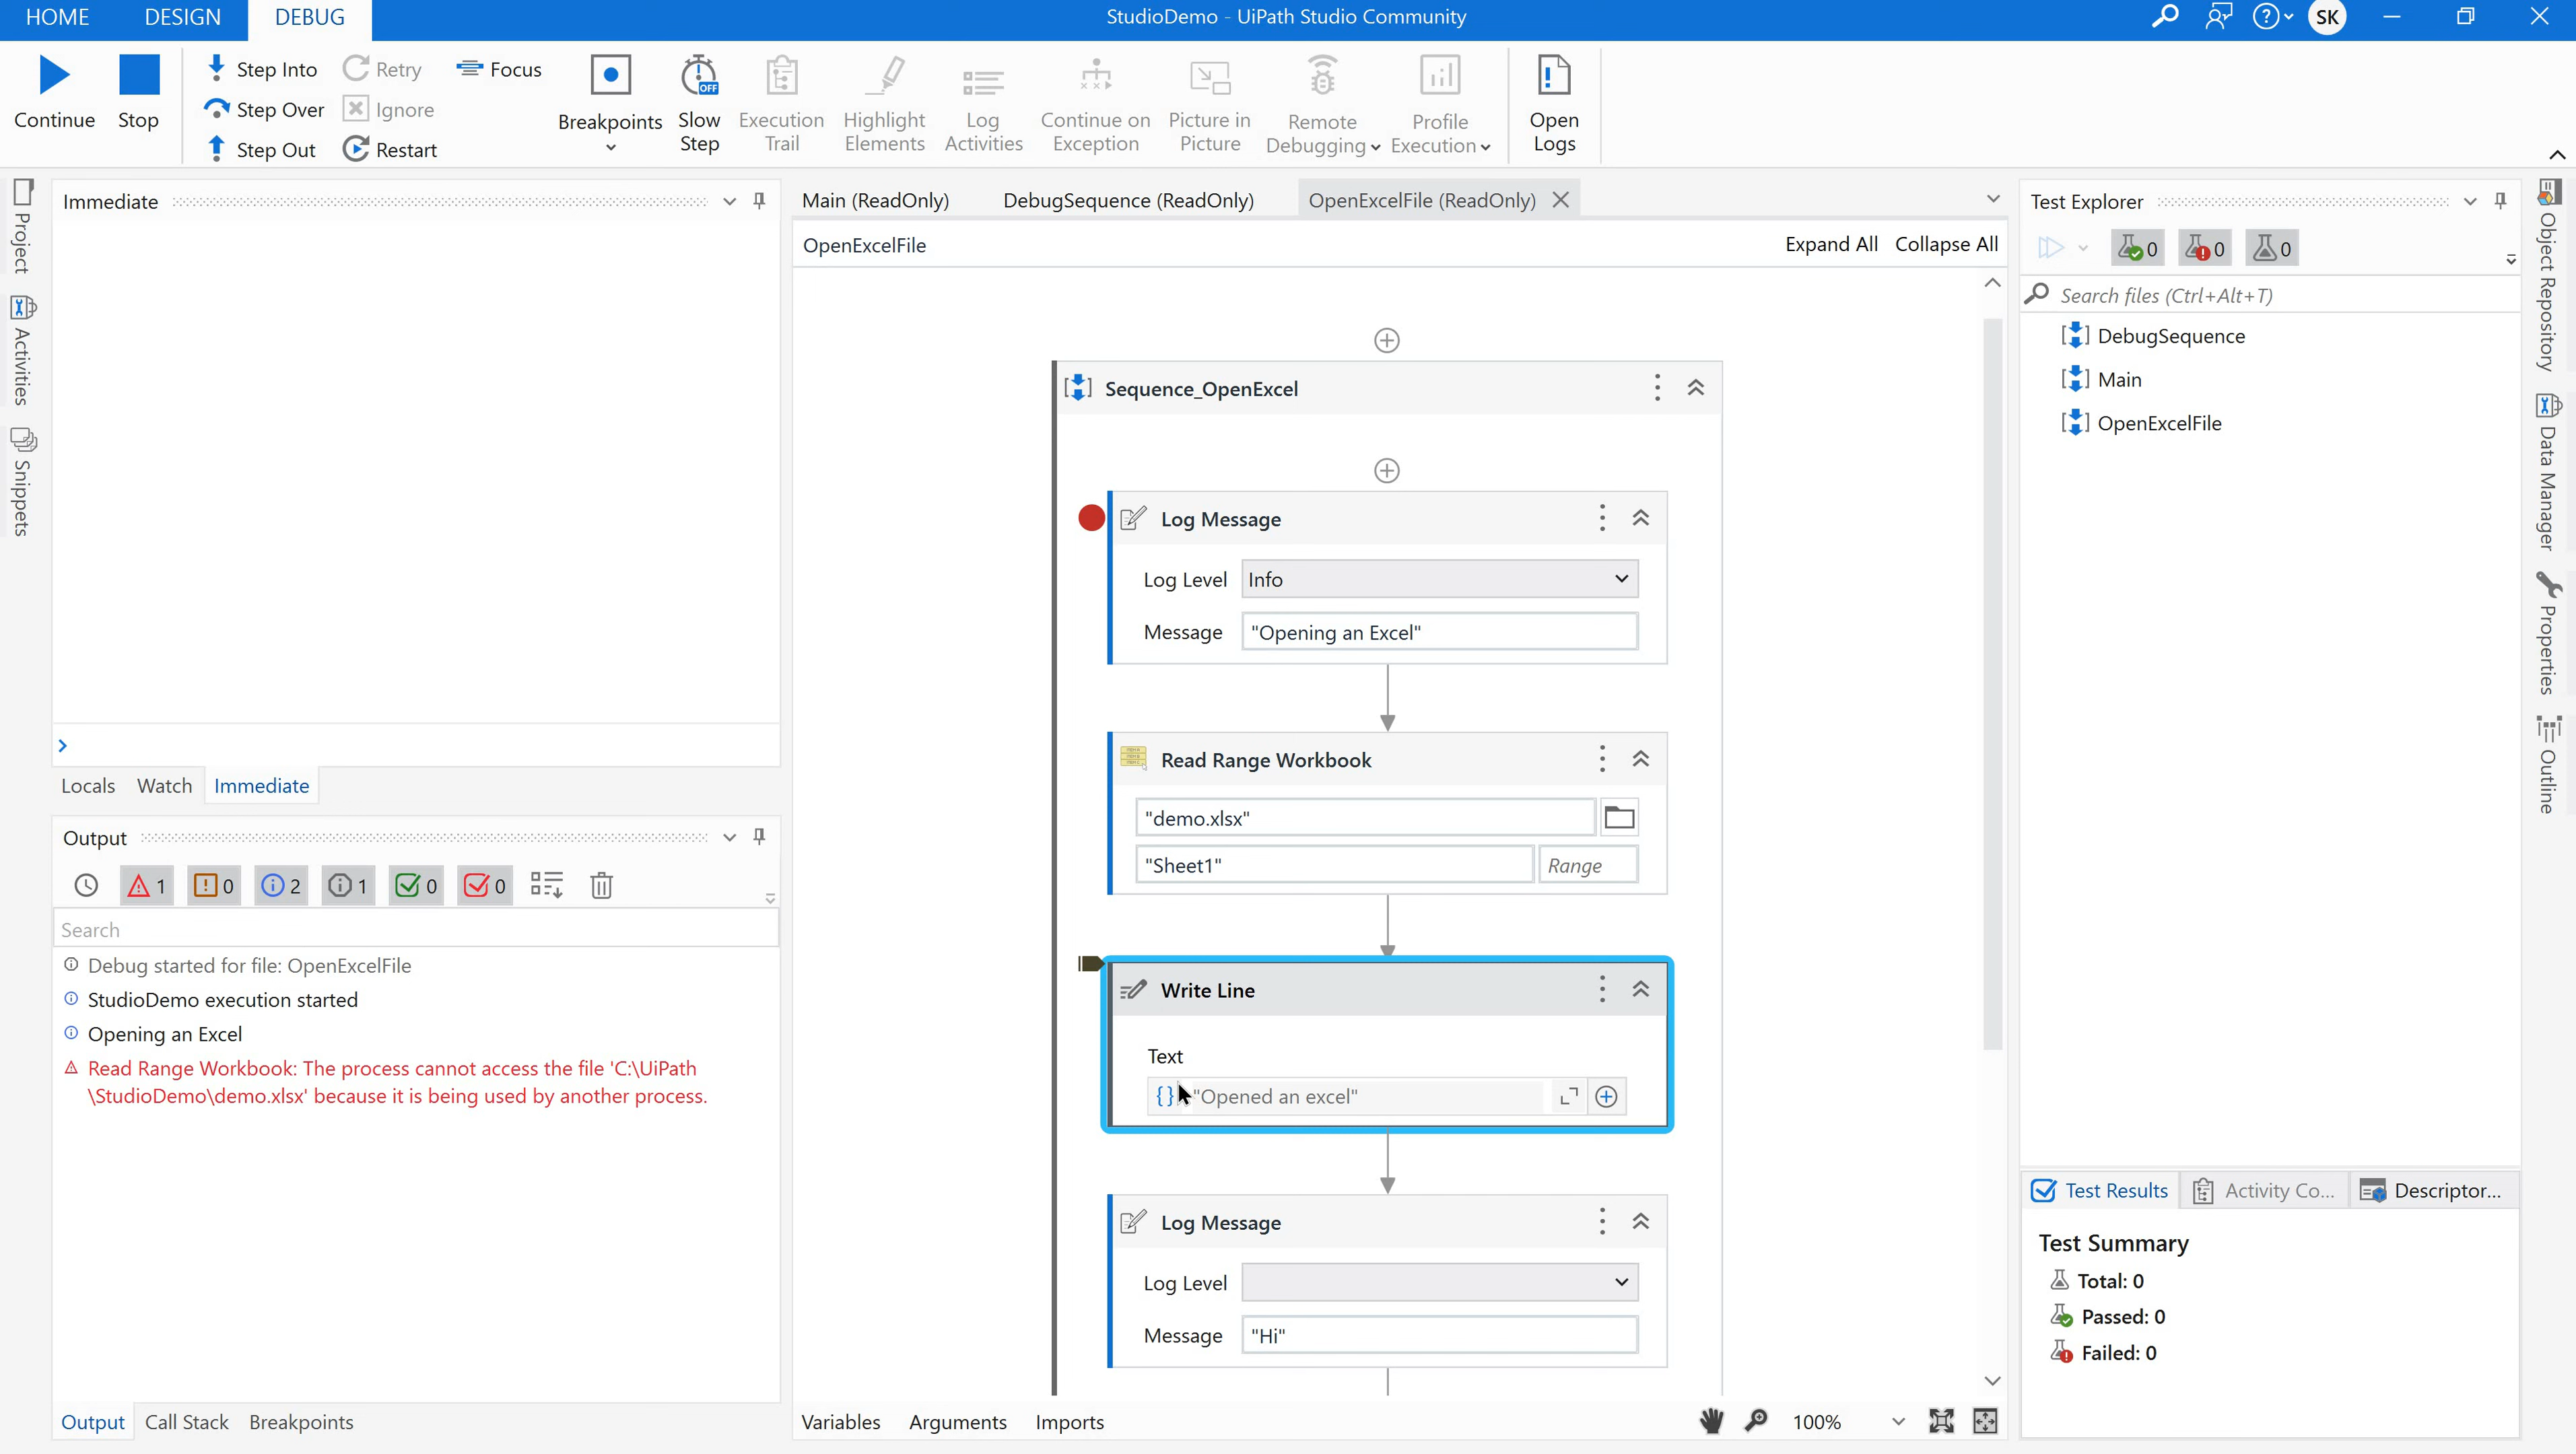 HOME DESIGN DEBUG
StudioDemo - UiPath Studio Community
SK
Continue
Stop
Step Into
Step Over
Step Out
Retry
Ignore
Restart
Focus
Breakpoints
OFF
Slow
Step
Execution
Trail
Highlight
Elements
Log
Activities
Continue on
Exception
Picture in
Picture
Remote
Debugging
Profile
Execution
Open
Logs
Project
Activities
Snippets
Immediate
Locals Watch Immediate
Output
1 0 2 1 0 0
Search
Debug started for file: OpenExcelFile
StudioDemo execution started
Opening an Excel
Read Range Workbook: The process cannot access the file 'C:\UiPath
\StudioDemo\demo.xlsx' because it is being used by another process.
Output Call Stack Breakpoints
Main (ReadOnly) DebugSequence (ReadOnly) OpenExcelFile (ReadOnly)
OpenExcelFile
Expand All Collapse All
Sequence_OpenExcel
Log Message
Log Level Info
Message "Opening an Excel"
Read Range Workbook
"demo.xlsx"
"Sheet1" Range
Write Line
Text
{} "Opened an excel"
Log Message
Log Level
Message "Hi"
Variables Arguments Imports
100%
Test Explorer
0 0 0
Search files (Ctrl+Alt+T)
DebugSequence
Main
OpenExcelFile
Test Results Activity Co... Descriptor...
Test Summary
Total: 0
Passed: 0
Failed: 0
Object Repository
Data Manager
Properties
Outline